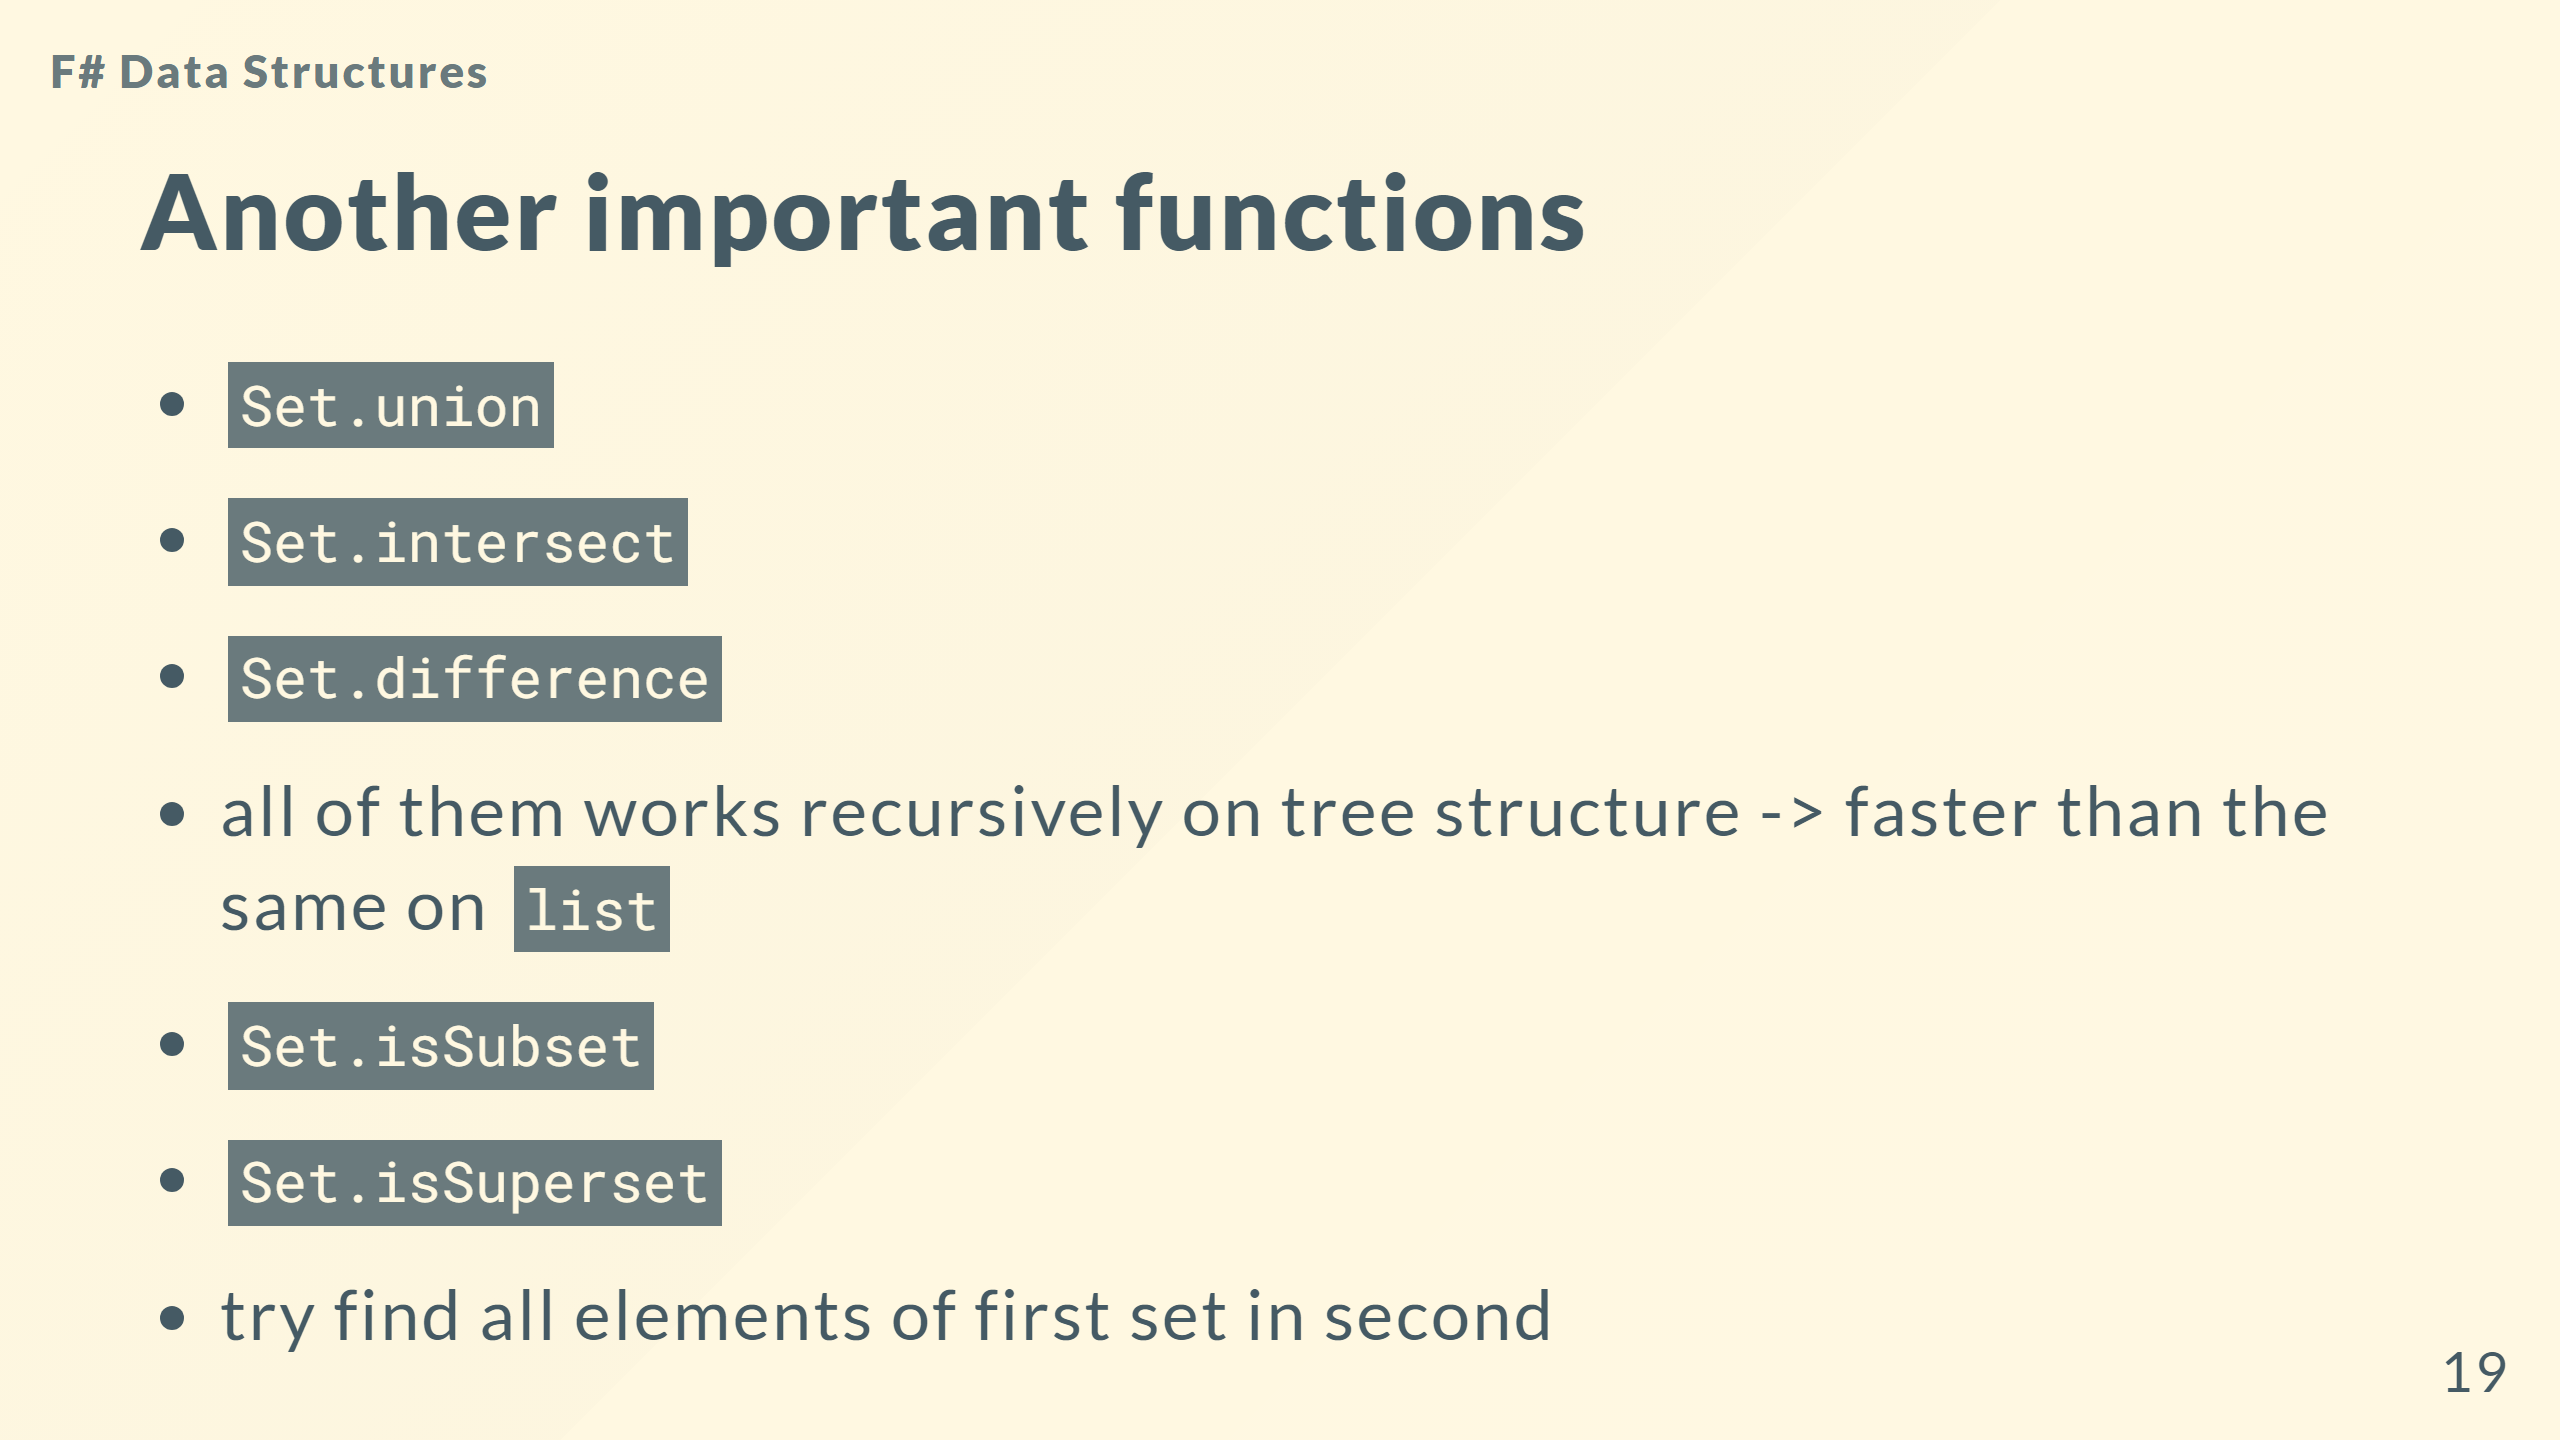 F# Data Structures
Another important functions
• Set.union
• Set.intersect
• Set.difference
• all of them works recursively on tree structure -> faster than the
same on list
• Set.isSubset
• Set.isSuperset
• try find all elements of first set in second
19